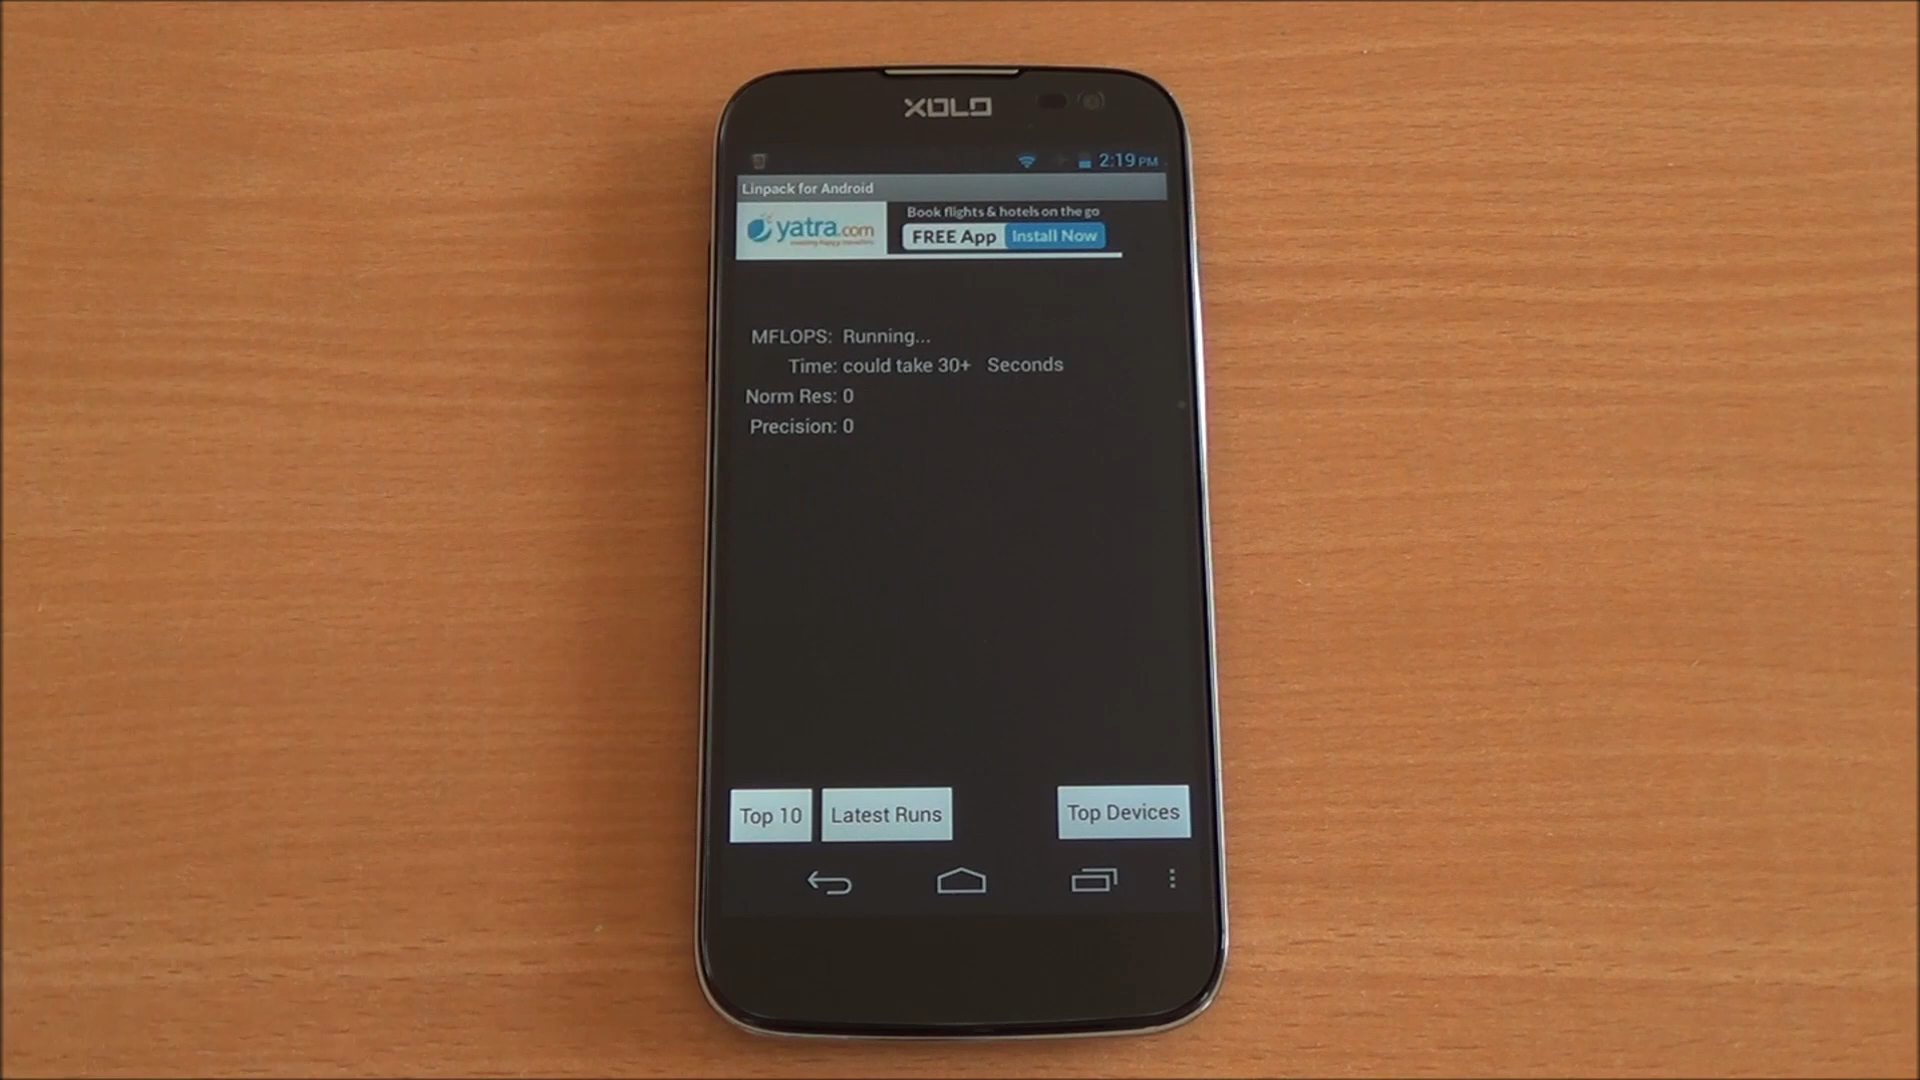 XOLO
2:19 PM
Linpack for Android
yatra.com
Book flights & hotels on the go
FREE App Install Now
MFLOPS: Running...
Time: could take 30+ Seconds
Norm Res: 0
Precision: 0
Top 10 Latest Runs Top Devices